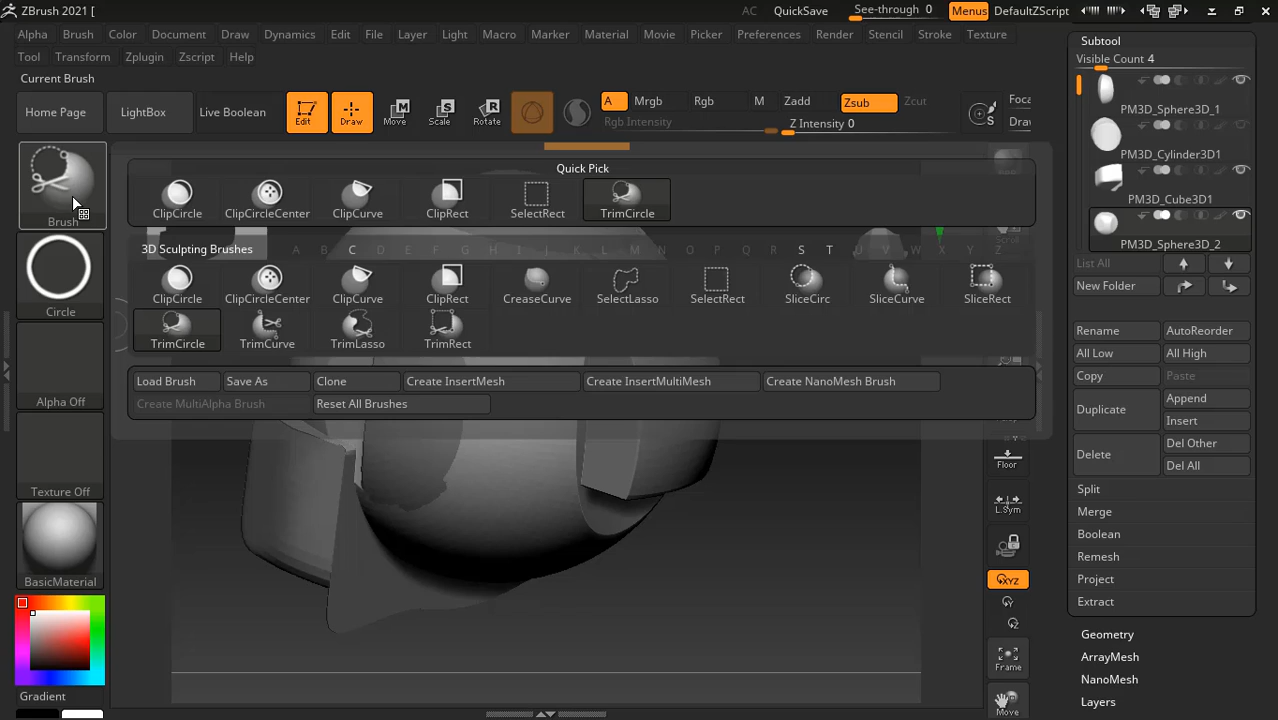 ZBrush 2021 [
AC QuickSave See-through 0 Menus DefaultZScript
Alpha Brush Color Document Draw Dynamics Edit File Layer Light Macro Marker Material Movie Picker Preferences Render Stencil Stroke Texture
Tool Transform Zplugin Zscript Help
Current Brush
Home Page LightBox Live Boolean Edit Draw Move Scale Rotate
A Mrgb Rgb M Zadd Zsub Zcut
Rgb Intensity Z Intensity 0
S Foca
Draw
Brush
Circle
Alpha Off
Texture Off
BasicMaterial
Gradient
Quick Pick
ClipCircle ClipCircleCenter ClipCurve ClipRect SelectRect TrimCircle
3D Sculpting Brushes A B C D E F G H I J K L M N O P Q R S T U V W X Y Z
ClipCircle ClipCircleCenter ClipCurve ClipRect CreaseCurve SelectLasso SelectRect SliceCirc SliceCurve SliceRect
TrimCircle TrimCurve TrimLasso TrimRect
Load Brush Save As Clone Create InsertMesh Create InsertMultiMesh Create NanoMesh Brush
Create MultiAlpha Brush Reset All Brushes
Floor
L.Sym
XYZ
Y
Z
Frame
Move
Subtool
Visible Count 4
PM3D_Sphere3D_1
PM3D_Cylinder3D1
PM3D_Cube3D1
PM3D_Sphere3D_2
List All
New Folder
Rename AutoReorder
All Low All High
Copy Paste
Duplicate Append
Insert
Delete Del Other
Del All
Split
Merge
Boolean
Remesh
Project
Extract
Geometry
ArrayMesh
NanoMesh
Layers